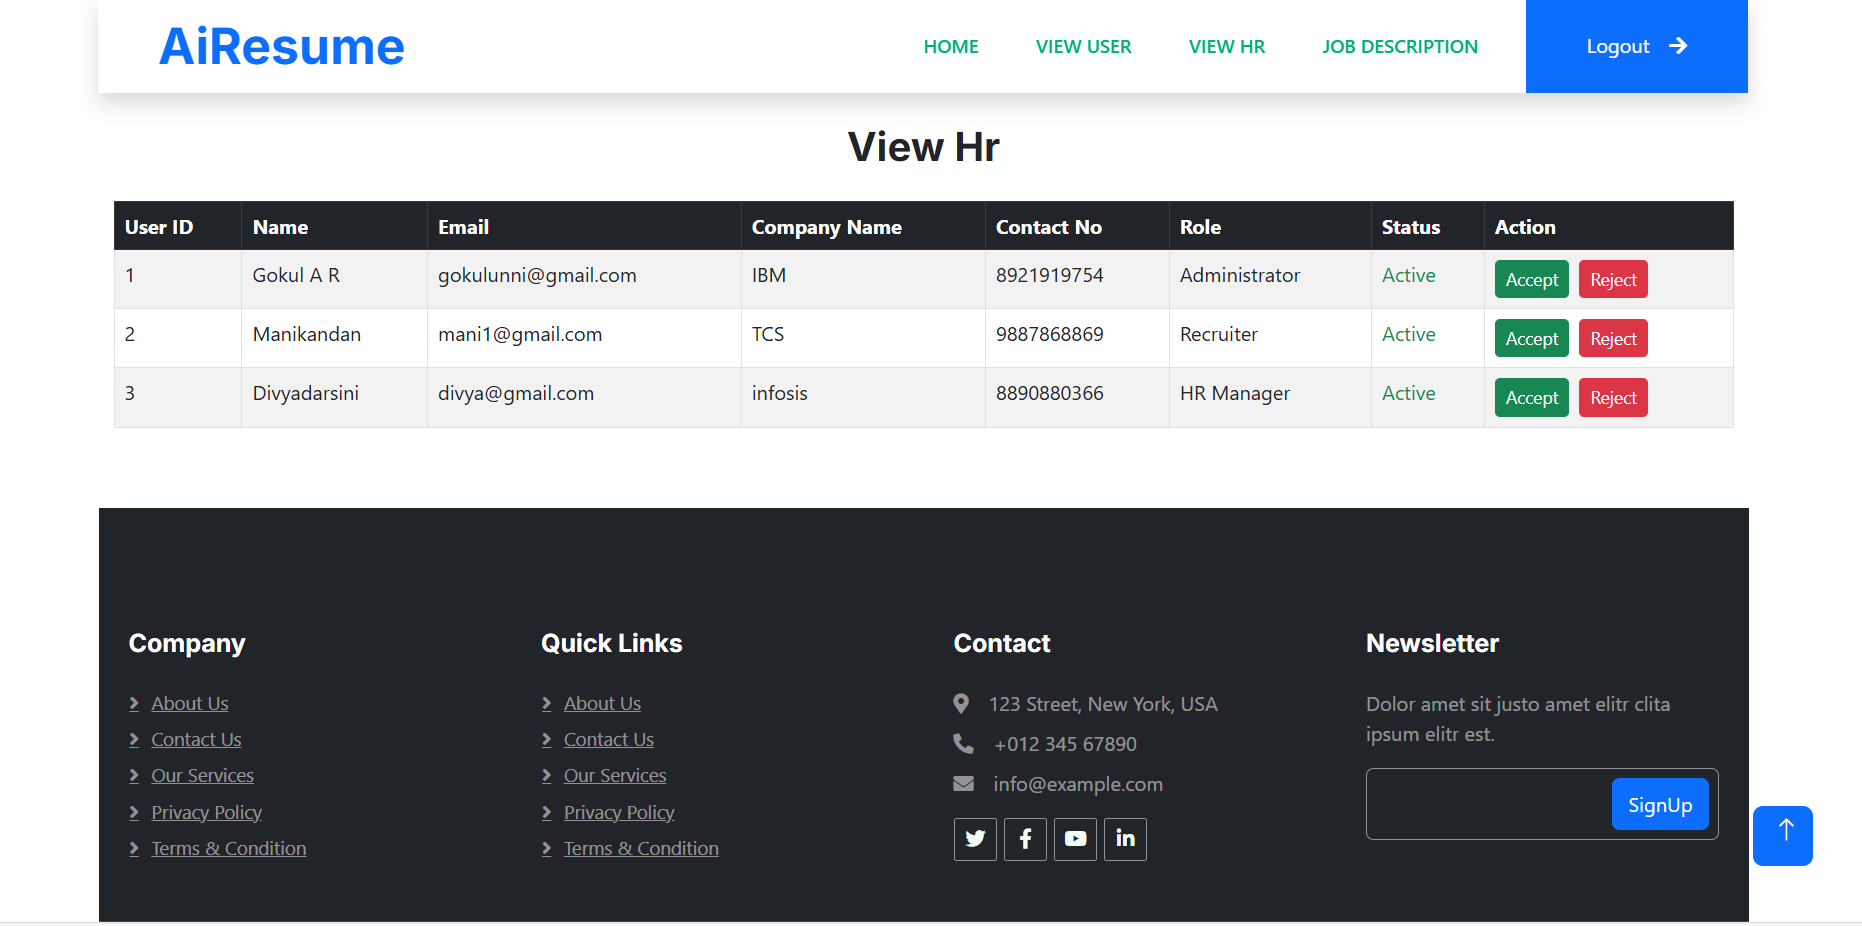 AiResume HOME VIEW USER VIEW HR JOB DESCRIPTION Logout
View Hr
User ID Name Email Company Name Contact No Role Status Action
1 Gokul A R gokulunni@gmail.com IBM 8921919754 Administrator Active Accept Reject
2 Manikandan mani1@gmail.com TCS 9887868869 Recruiter Active Accept Reject
3 Divyadarsini divya@gmail.com infosis 8890880366 HR Manager Active Accept Reject
Company
About Us
Contact Us
Our Services
Privacy Policy
Terms & Condition
Quick Links
About Us
Contact Us
Our Services
Privacy Policy
Terms & Condition
Contact
123 Street, New York, USA
+012 345 67890
info@example.com
Newsletter
Dolor amet sit justo amet elitr clita
ipsum elitr est.
SignUp